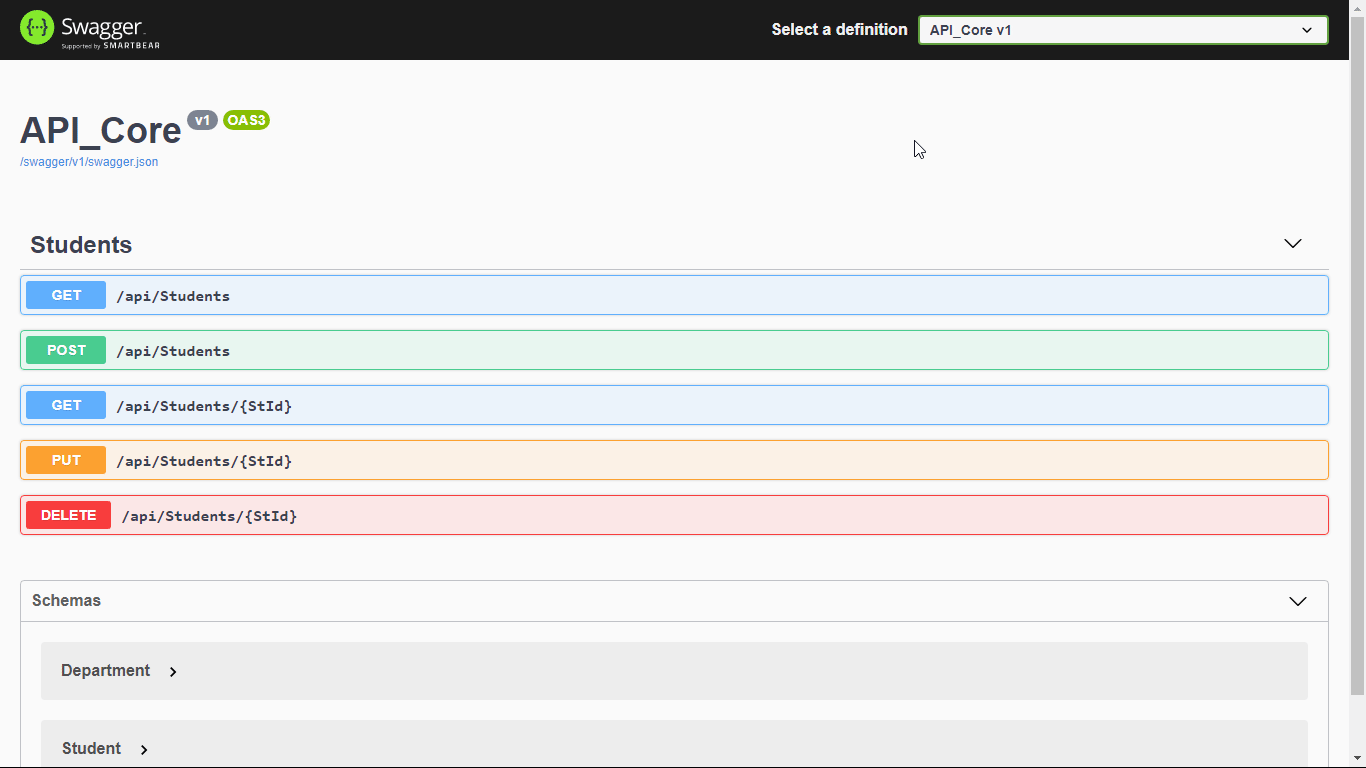 Swagger
Supported by SMARTBEAR
Select a definition
API_Core v1
API_Core v1 OAS3
/swagger/v1/swagger.json
Students
GET /api/Students
POST /api/Students
GET /api/Students/{StId}
PUT /api/Students/{StId}
DELETE /api/Students/{StId}
Schemas
Department
Student